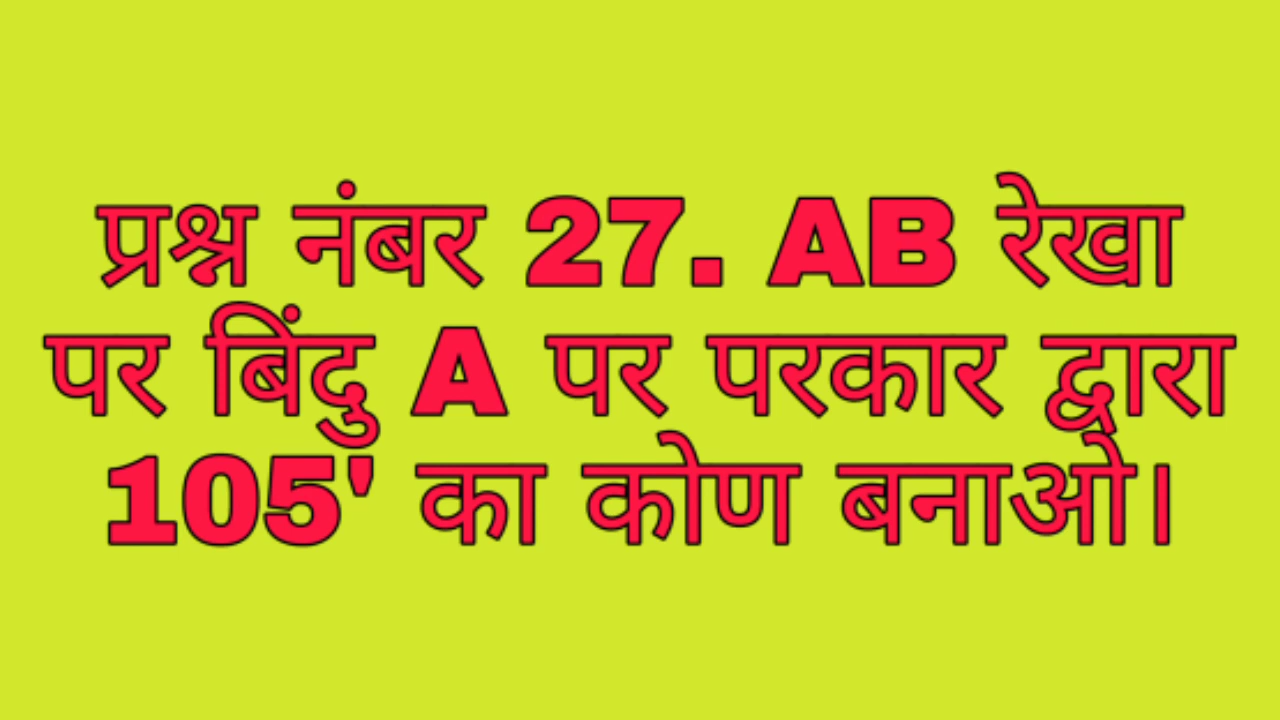 प्रश्न नंबर 27. AB रेखा
पर बिंदु A पर परकार द्वारा
105' का कोण बनाओ।